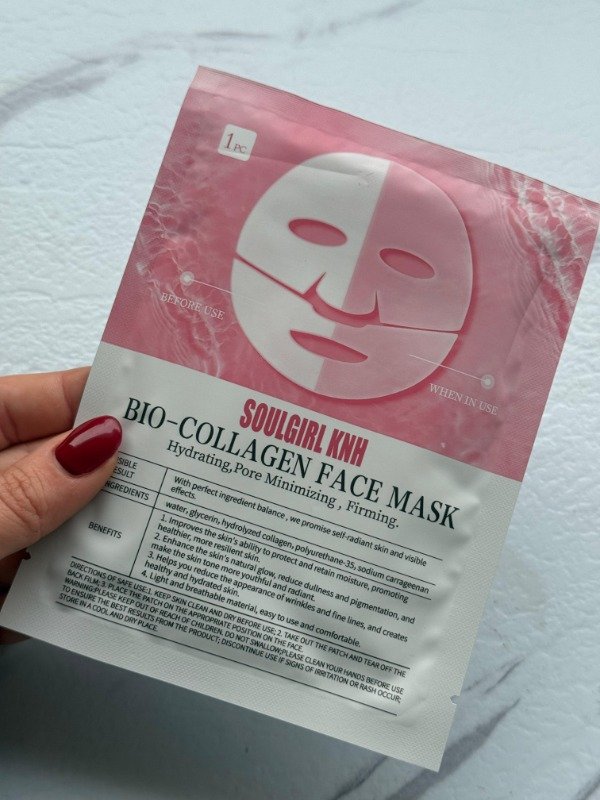 1 PC
BEFORE USE
WHEN IN USE
SOULGIRL KNH
BIO-COLLAGEN FACE MASK
Hydrating,Pore Minimizing , Firming.
With perfect ingredient balance , we promise self-radiant skin and visible
effects.
water, glycerin, hydrolyzed collagen, polyurethane-35, sodium carrageenan
BENEFITS
1. Improves the skin's ability to protect and retain moisture, promoting
healthier, more resilient skin,
2. Enhance the skin's natural glow, reduce dullness and pigmentation, and
make the skin tone more youthful and radiant.
3. Helps you reduce the appearance of wrinkles and fine lines, and creates
healthy and hydrated skin.
4. Light and breathable material, easy to use and comfortable.
DIRECTIONS OF SAFE USE:1. KEEP SKIN CLEAN AND DRY BEFORE USE; 2. TAKE OUT THE PATCH AND TEAR OFF THE
BACK FILM; 3. PLACE THE PATCH ON THE APPROPRIATE POSITION ON THE FACE.
WARNING:PLEASE KEEP OUT OF REACH OF CHILDREN, DO NOT SWALLOW;PLEASE CLEAN YOUR HANDS BEFORE USE
TO ENSURE THE BEST RESULTS FROM THE PRODUCT; DISCONTINUE USE IF SIGNS OF IRRITATION OR RASH OCCUR;
STORE IN A COOL AND DRY PLACE.